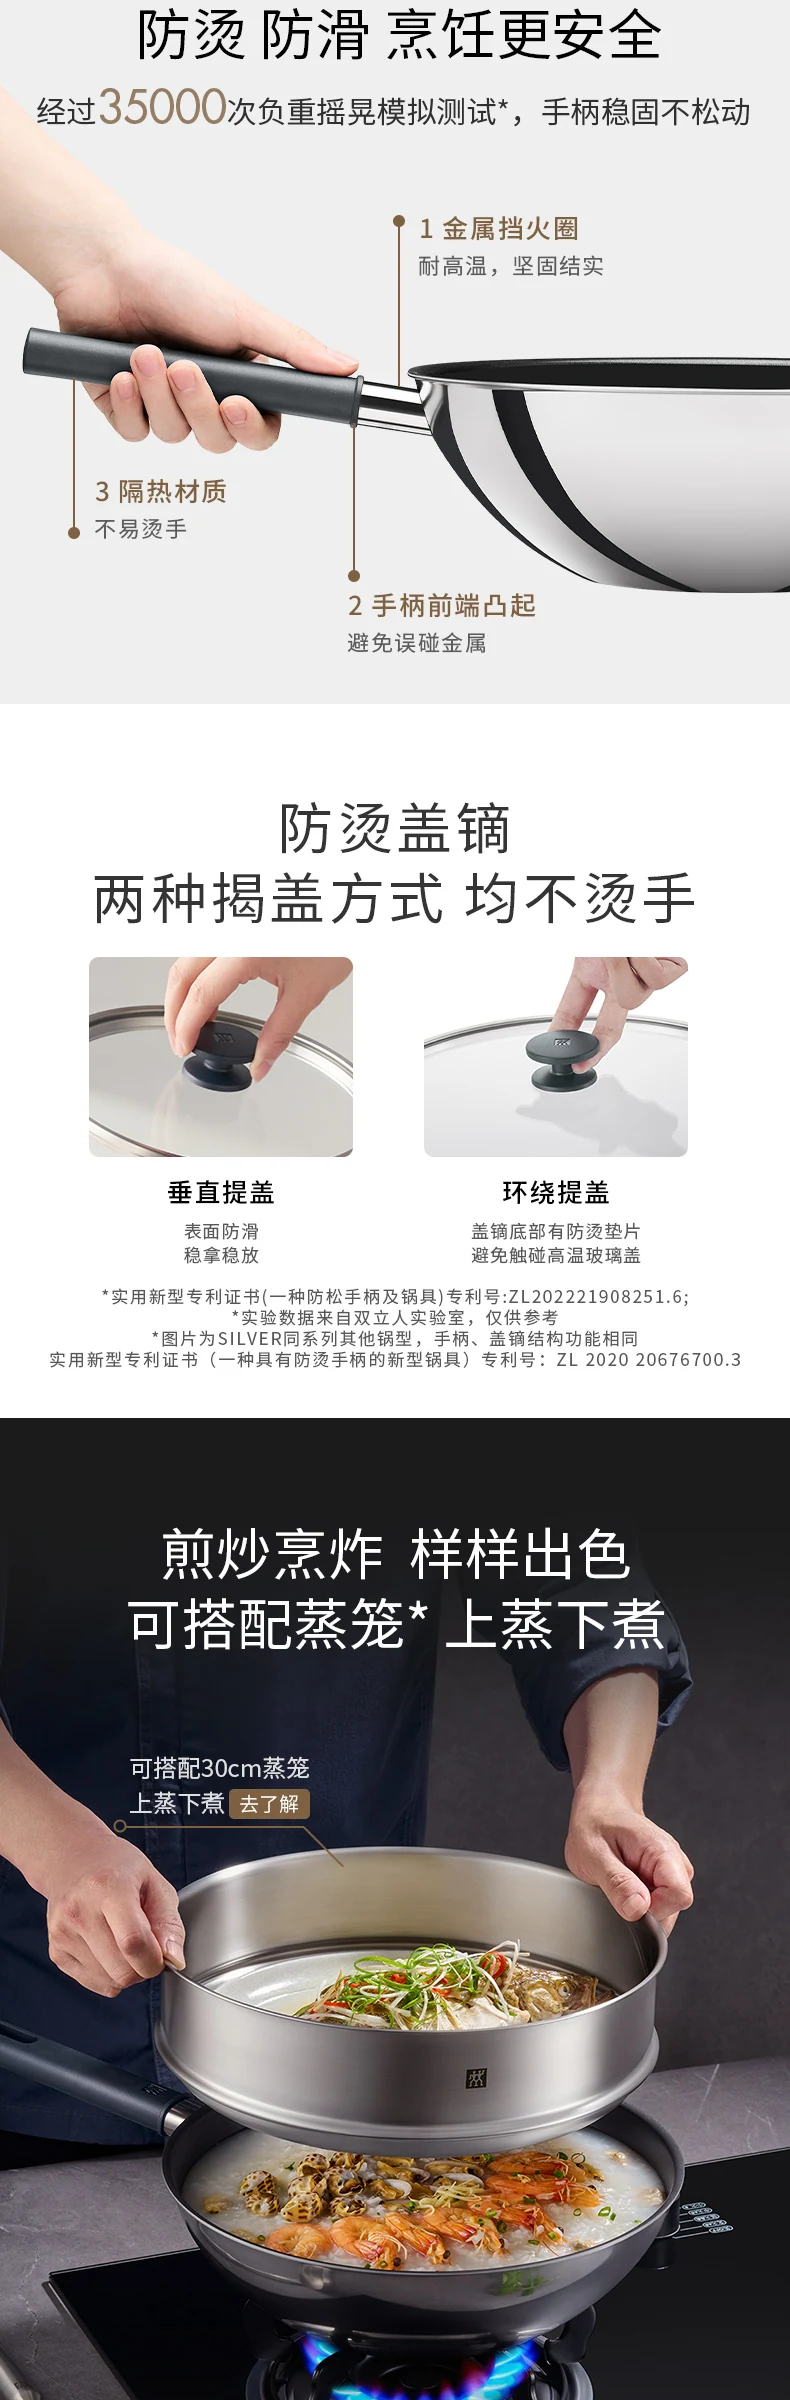 防烫 防滑 烹饪更安全
经过35000次负重摇晃模拟测试*，手柄稳固不松动
1 金属挡火圈
耐高温，坚固结实
3 隔热材质
不易烫手
2 手柄前端凸起
避免误碰金属
防烫盖镝
两种揭盖方式 均不烫手
垂直提盖
表面防滑
稳拿稳放
环绕提盖
盖镝底部有防烫垫片
避免触碰高温玻璃盖
*实用新型专利证书(一种防松手柄及锅具)专利号:ZL202221908251.6;
*实验数据来自双立人实验室，仅供参考
*图片为SILVER同系列其他锅型，手柄、盖镝结构功能相同
实用新型专利证书（一种具有防烫手柄的新型锅具）专利号：ZL 2020 20676700.3
煎炒烹炸 样样出色
可搭配蒸笼* 上蒸下煮
可搭配30cm蒸笼
上蒸下煮 去了解